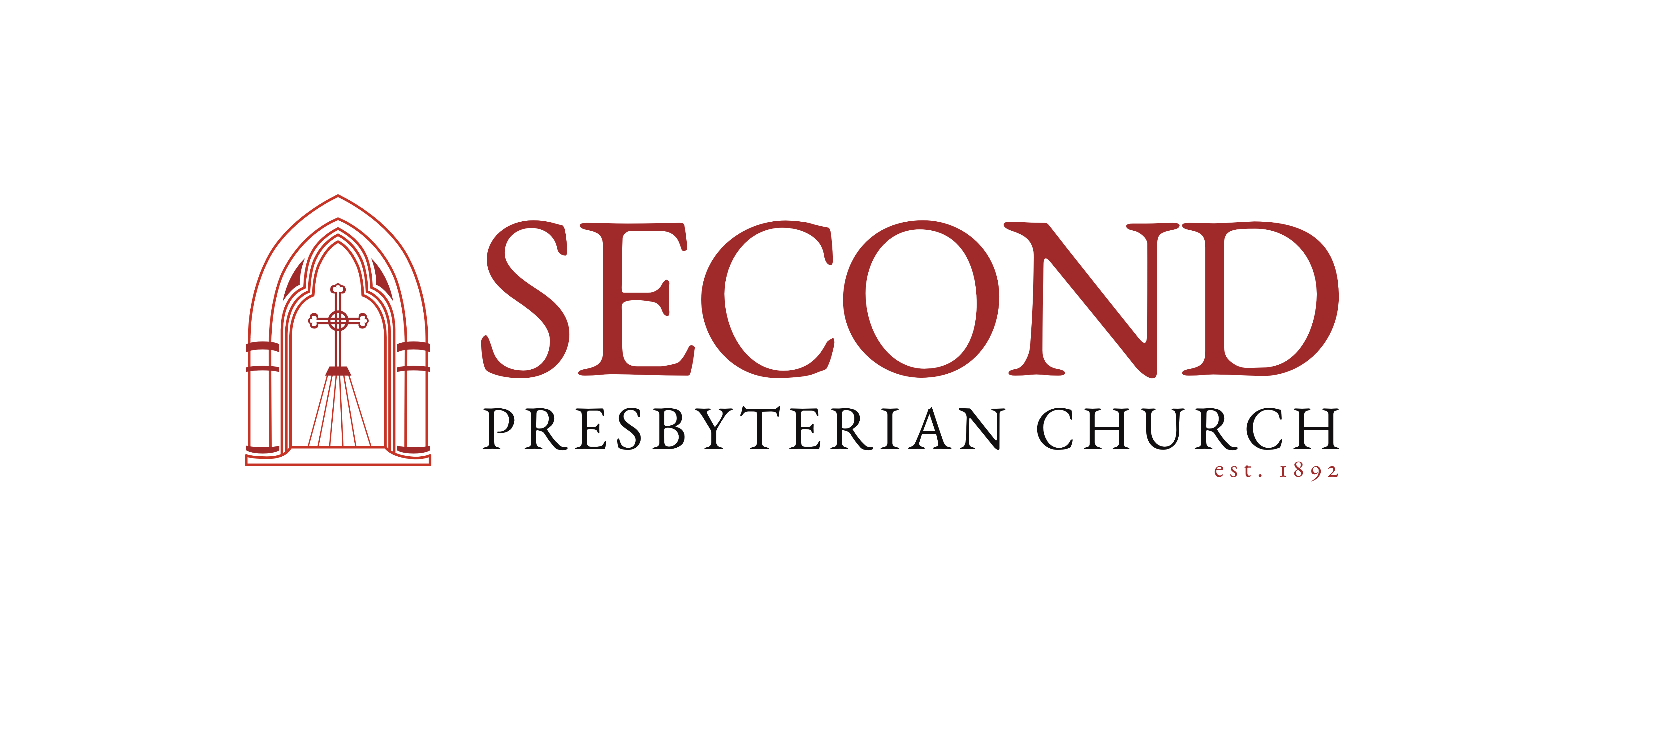 SECOND
PRESBYTERIAN CHURCH
est. 1892